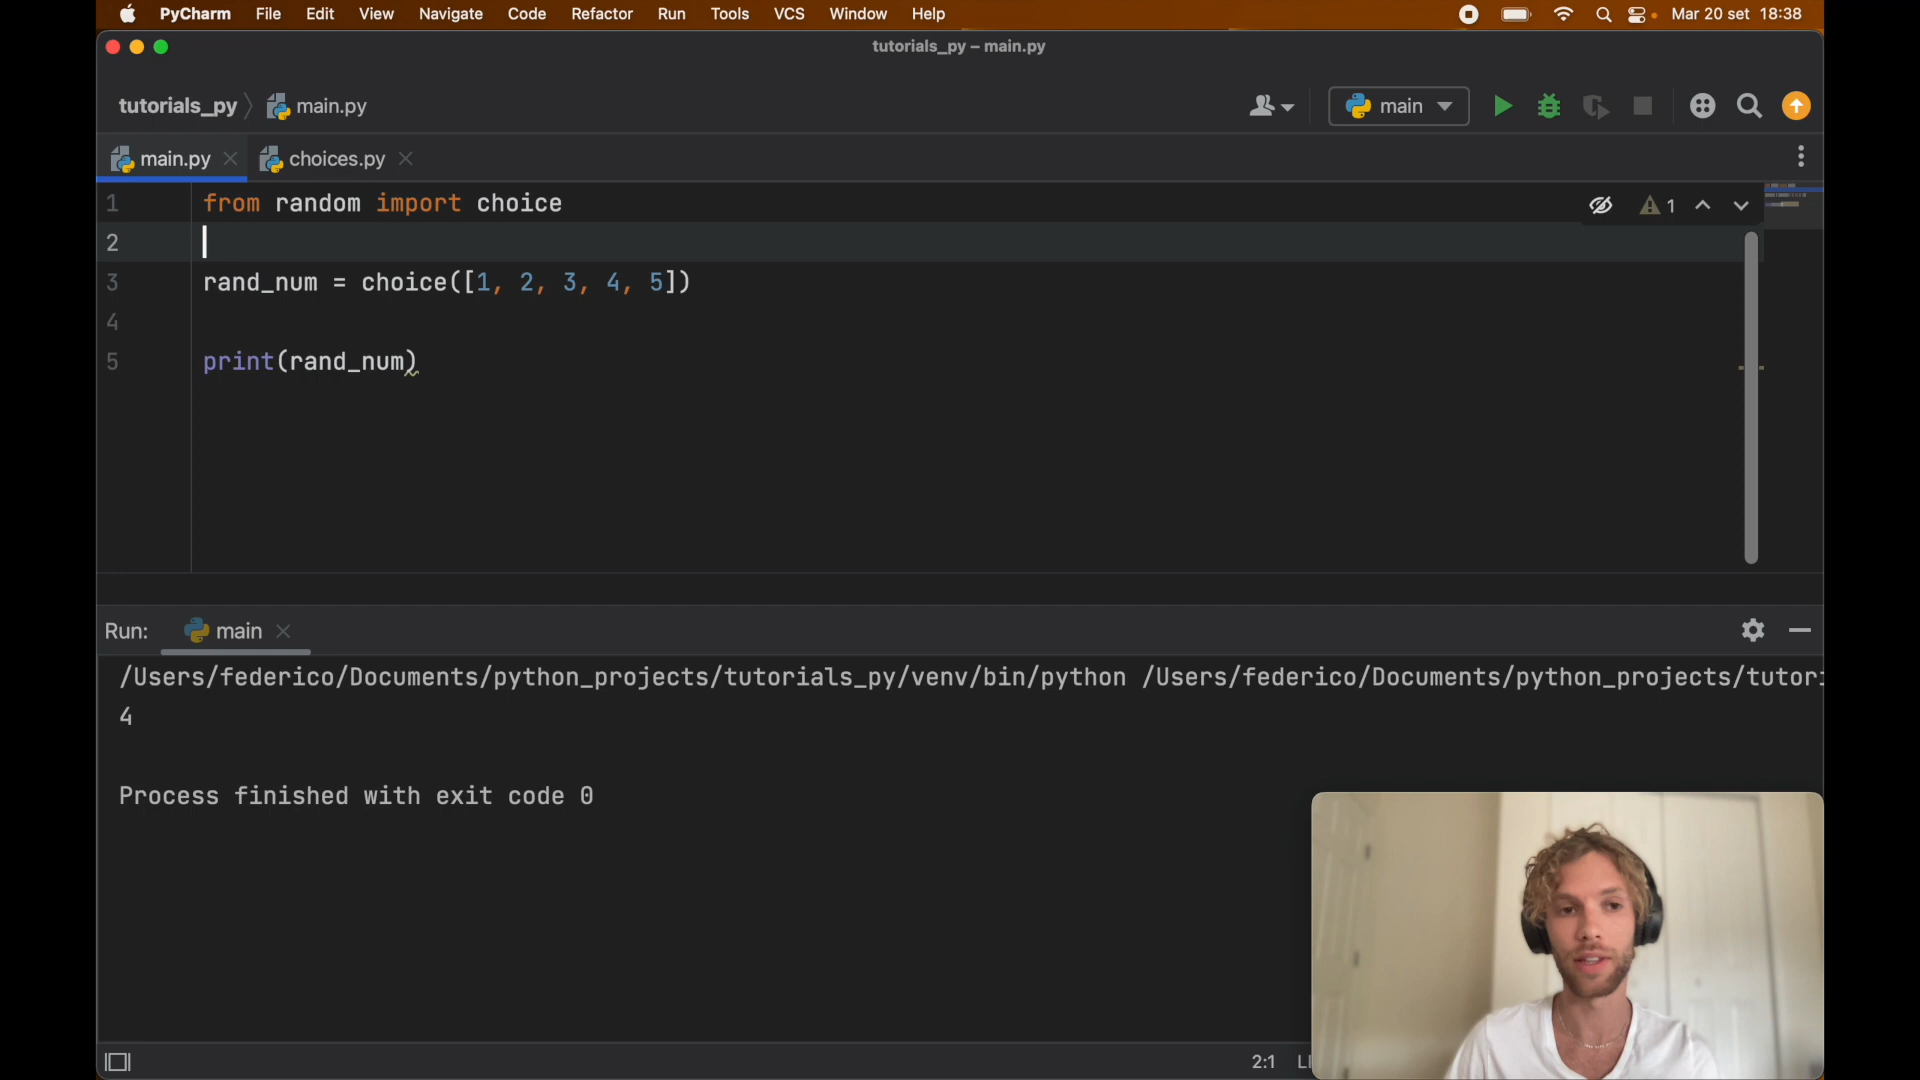 PyCharm File Edit View Navigate Code Refactor Run Tools VCS Window Help Mar 20 set 18:38
tutorials_py – main.py
tutorials_py main.py main
main.py choices.py
1 from random import choice 1
2
3 rand_num = choice([1, 2, 3, 4, 5])
4
5 print(rand_num)
Run: main
/Users/federico/Documents/python_projects/tutorials_py/venv/bin/python /Users/federico/Documents/python_projects/tutori
4
Process finished with exit code 0
2:1 L